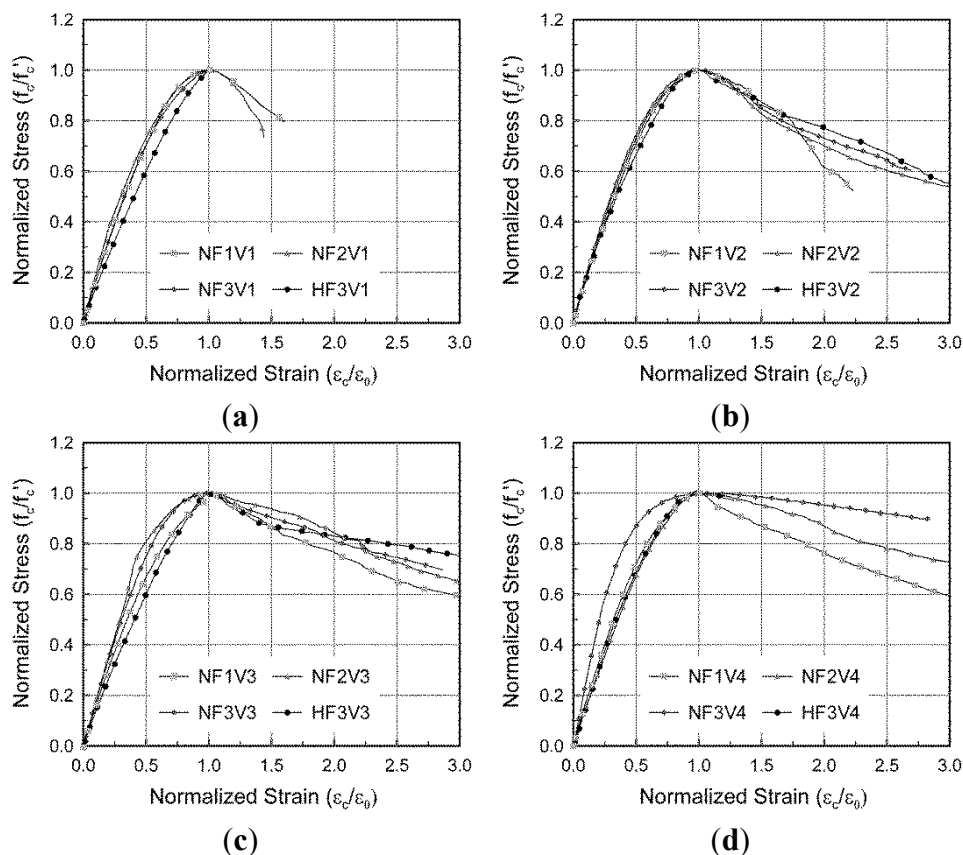 1.2
1.0
0.8
0.6
0.4
0.2
0.0
Normalized Stress (fc/fc')
NF1V1 NF2V1
NF3V1 HF3V1
0.0 0.5 1.0 1.5 2.0 2.5 3.0
Normalized Strain (εc/ε0)
(a)
1.2
1.0
0.8
0.6
0.4
0.2
0.0
Normalized Stress (fc/fc')
NF1V2 NF2V2
NF3V2 HF3V2
0.0 0.5 1.0 1.5 2.0 2.5 3.0
Normalized Strain (εc/ε0)
(b)
1.2
1.0
0.8
0.6
0.4
0.2
0.0
Normalized Stress (fc/fc')
NF1V3 NF2V3
NF3V3 HF3V3
0.0 0.5 1.0 1.5 2.0 2.5 3.0
Normalized Strain (εc/ε0)
(c)
1.2
1.0
0.8
0.6
0.4
0.2
0.0
Normalized Stress (fc/fc')
NF1V4 NF2V4
NF3V4 HF3V4
0.0 0.5 1.0 1.5 2.0 2.5 3.0
Normalized Strain (εc/ε0)
(d)